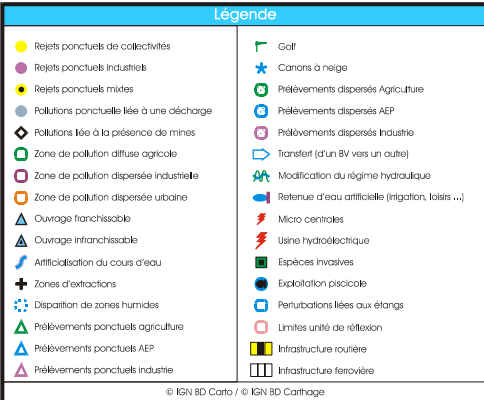 Légende
Rejets ponctuels de collectivités
Rejets ponctuels industriels
Rejets ponctuels mixtes
Pollutions ponctuelle liée à une décharge
Pollutions liée à la présence de mines
Zone de pollution diffuse agricole
Zone de pollution dispersée industrielle
Zone de pollution dispersée urbaine
Ouvrage franchissable
Ouvrage infranchissable
Artificialisation du cours d'eau
Zones d'extractions
Disparition de zones humides
Prélèvements ponctuels agriculture
Prélèvements ponctuels AEP
Prélèvements ponctuels industrie
Golf
Canons à neige
Prélèvements dispersés Agriculture
Prélèvements dispersés AEP
Prélèvements dispersés Industrie
Transfert (d'un BV vers un autre)
Modification du régime hydraulique
Retenue d'eau artificielle (irrigation, loisirs ...)
Micro centrales
Usine hydroélectrique
Espèces invasives
Exploitation piscicole
Perturbations liées aux étangs
Limites unité de réflexion
Infrastructure routière
Infrastructure ferrovière
© IGN BD Carto / © IGN BD Carthage